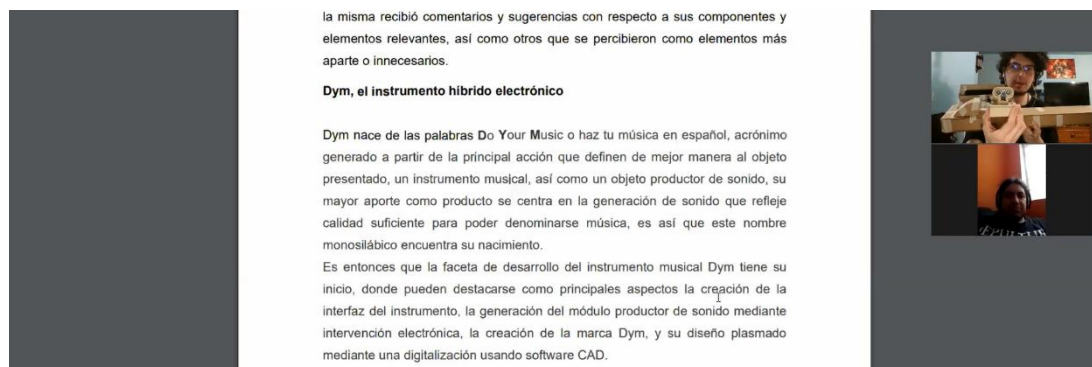 la misma recibió comentarios y sugerencias con respecto a sus componentes y
elementos relevantes, así como otros que se percibieron como elementos más
aparte o innecesarios.
Dym, el instrumento híbrido electrónico
Dym nace de las palabras Do Your Music o haz tu música en español, acrónimo
generado a partir de la principal acción que definen de mejor manera al objeto
presentado, un instrumento musical, así como un objeto productor de sonido, su
mayor aporte como producto se centra en la generación de sonido que refleje
calidad suficiente para poder denominarse música, es así que este nombre
monosilábico encuentra su nacimiento.
Es entonces que la faceta de desarrollo del instrumento musical Dym tiene su
inicio, donde pueden destacarse como principales aspectos la creación de la
interfaz del instrumento, la generación del módulo productor de sonido mediante
intervención electrónica, la creación de la marca Dym, y su diseño plasmado
mediante una digitalización usando software CAD.